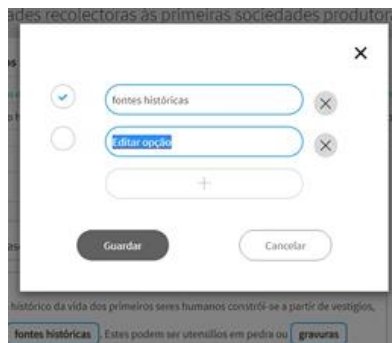 ades recolectoras às primeiras sociedades produtor
fontes históricas
Editar opção
Guardar
Cancelar
histórico da vida dos primeiros seres humanos constrói-se a partir de vestígios,
fontes históricas . Estes podem ser utensílios em pedra ou gravuras